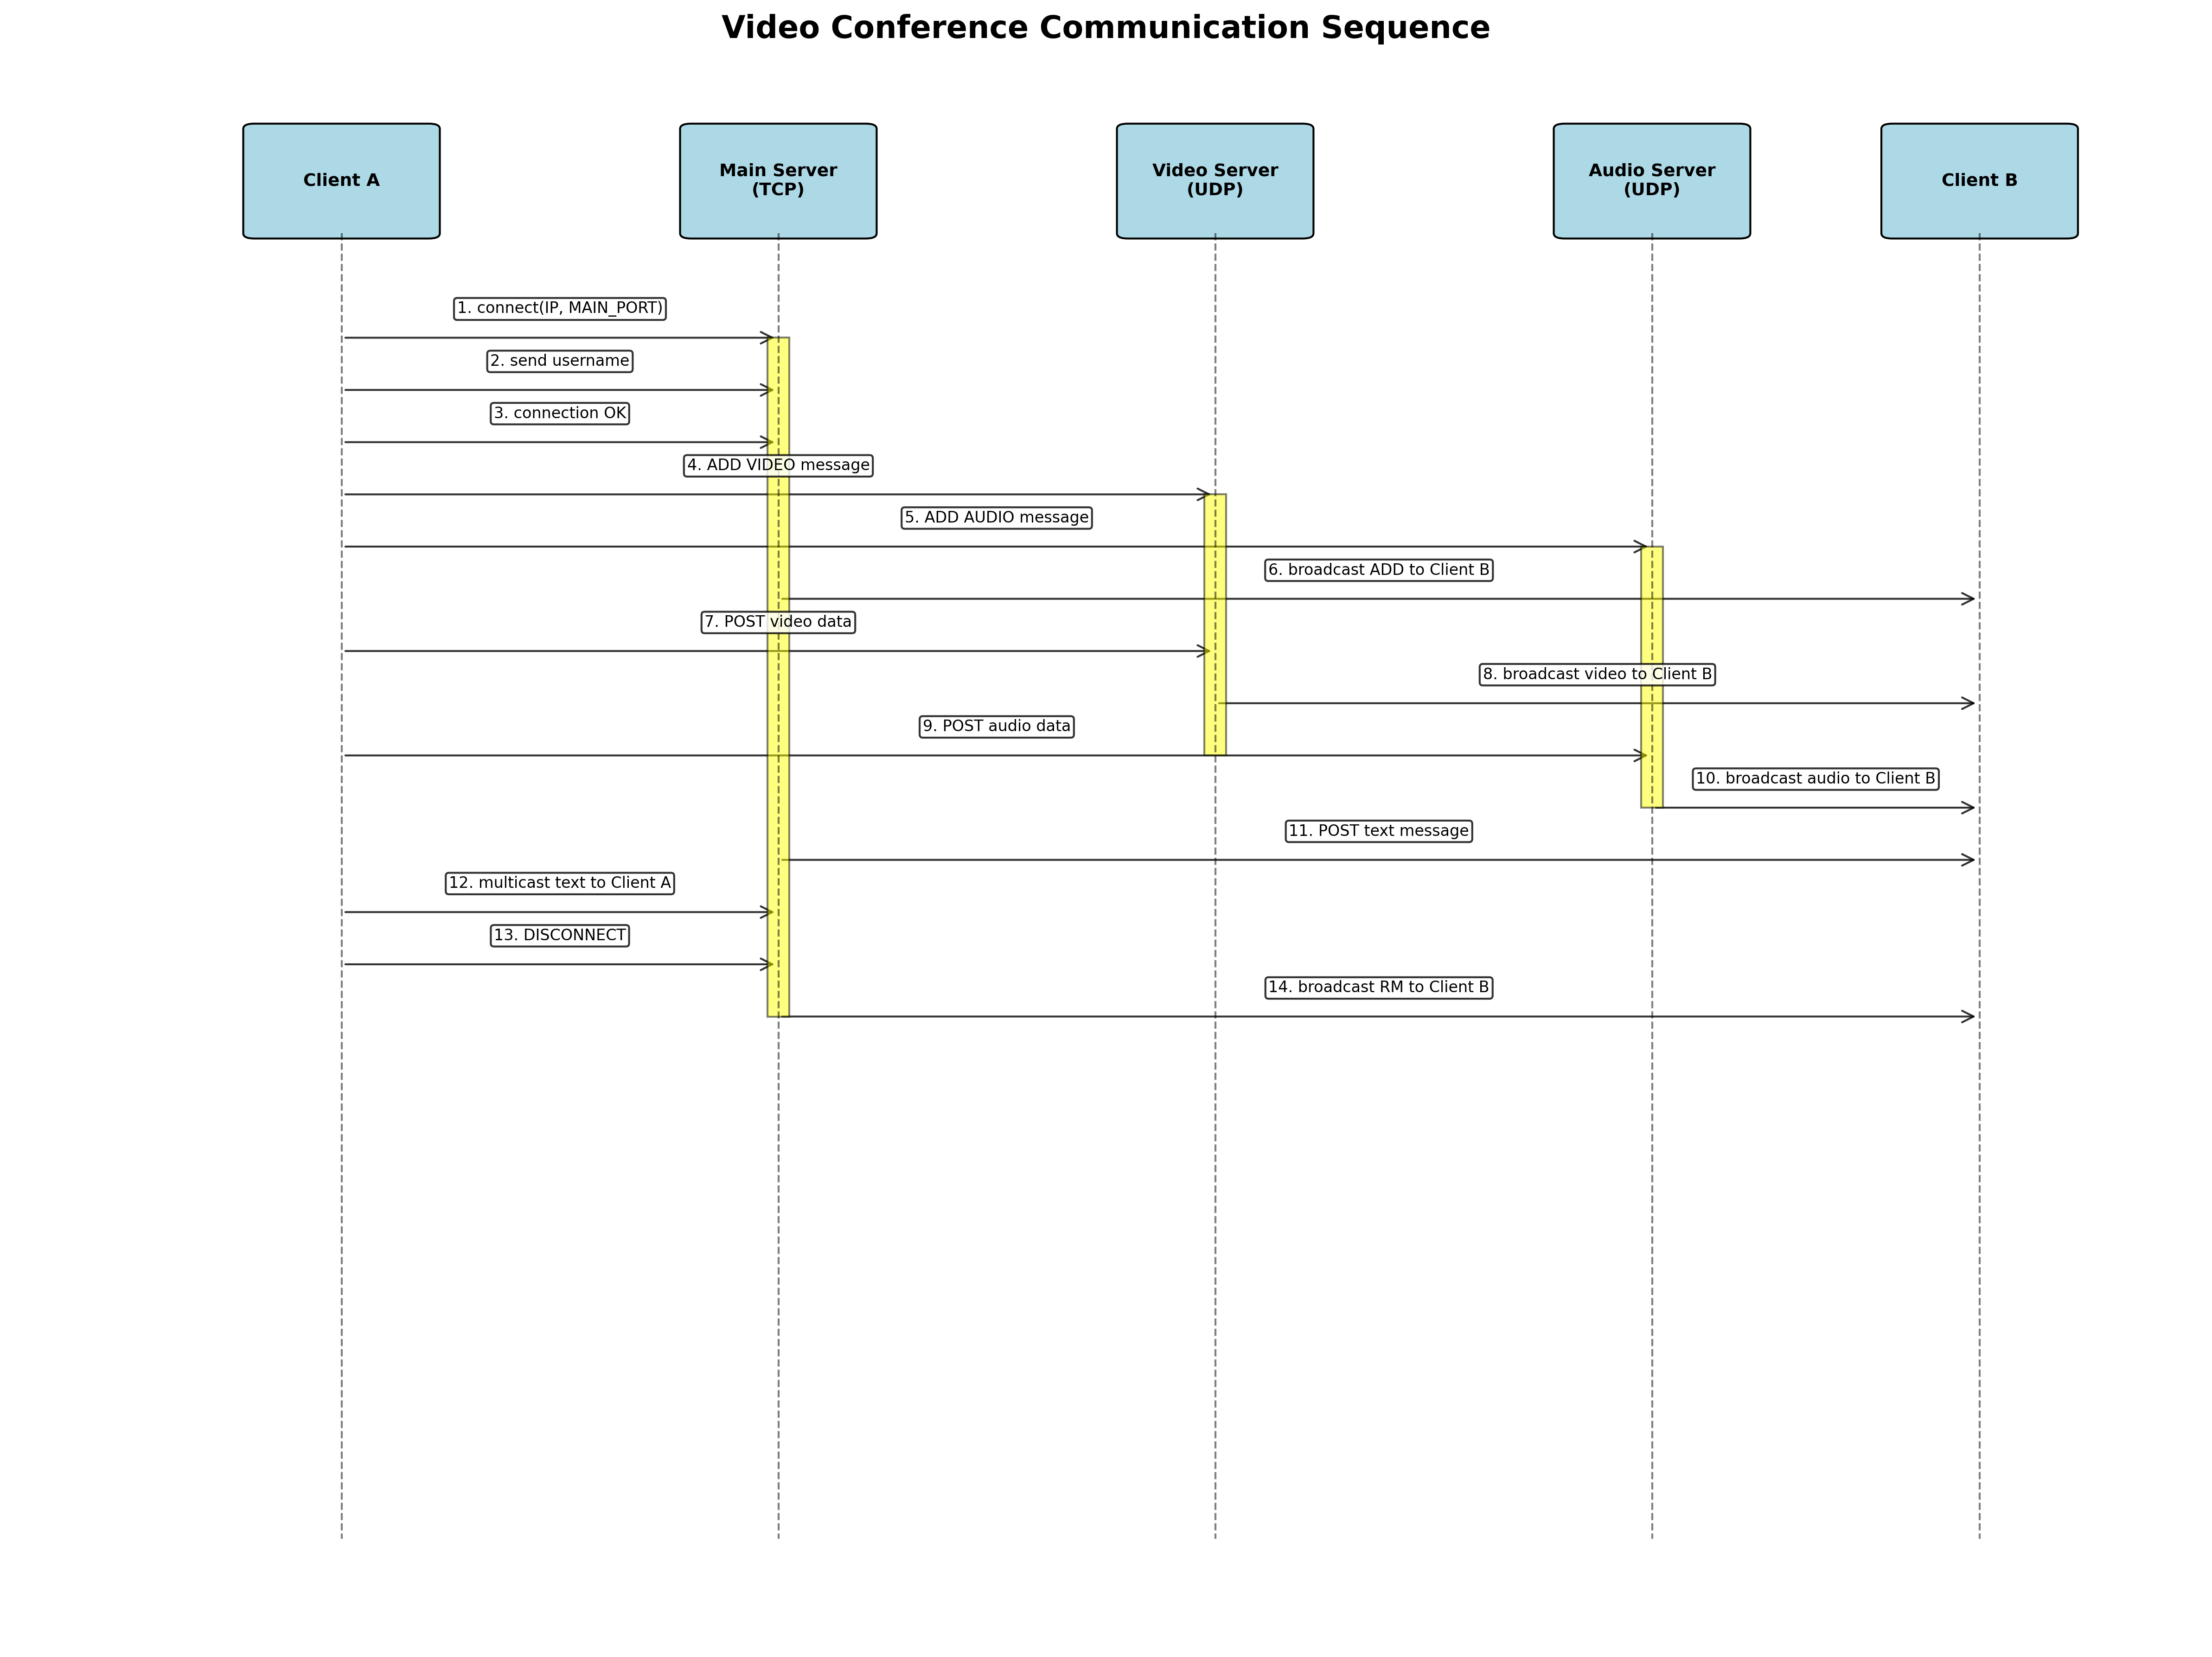 Video Conference Communication Sequence
Client A
Main Server
(TCP)
Video Server
(UDP)
Audio Server
(UDP)
Client B
1. connect(IP, MAIN_PORT)
2. send username
3. connection OK
4. ADD VIDEO message
5. ADD AUDIO message
6. broadcast ADD to Client B
7. POST video data
8. broadcast video to Client B
9. POST audio data
10. broadcast audio to Client B
11. POST text message
12. multicast text to Client A
13. DISCONNECT
14. broadcast RM to Client B